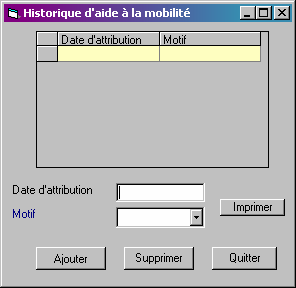 Historique d'aide à la mobilité
Date d'attribution Motif
Date d'attribution
Motif
Imprimer
Ajouter Supprimer Quitter